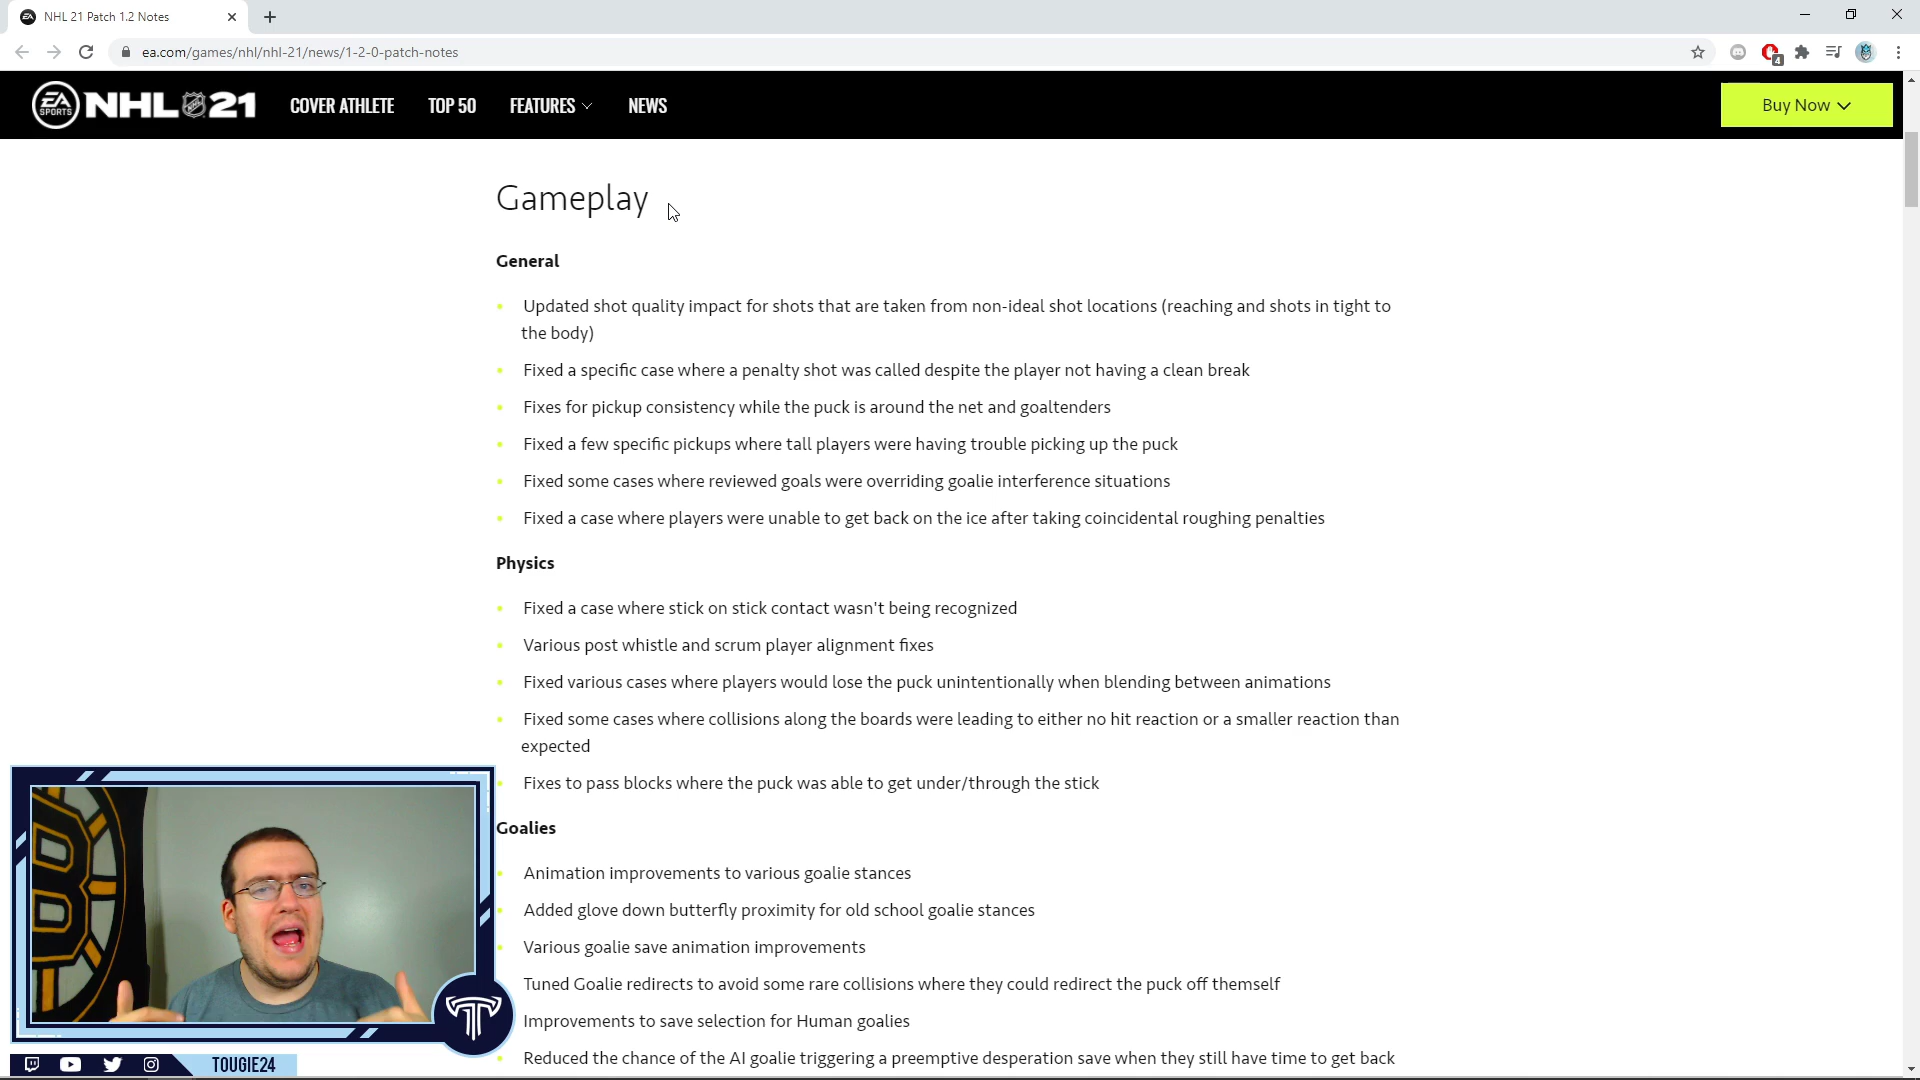 NHL 21 Patch 1.2 Notes
ea.com/games/nhl/nhl-21/news/1-2-0-patch-notes
4
EA SPORTS NHL 21
COVER ATHLETE
TOP 50
FEATURES
NEWS
Buy Now
Gameplay
General
Updated shot quality impact for shots that are taken from non-ideal shot locations (reaching and shots in tight to
the body)
Fixed a specific case where a penalty shot was called despite the player not having a clean break
Fixes for pickup consistency while the puck is around the net and goaltenders
Fixed a few specific pickups where tall players were having trouble picking up the puck
Fixed some cases where reviewed goals were overriding goalie interference situations
Fixed a case where players were unable to get back on the ice after taking coincidental roughing penalties
Physics
Fixed a case where stick on stick contact wasn't being recognized
Various post whistle and scrum player alignment fixes
Fixed various cases where players would lose the puck unintentionally when blending between animations
Fixed some cases where collisions along the boards were leading to either no hit reaction or a smaller reaction than
expected
Fixes to pass blocks where the puck was able to get under/through the stick
Goalies
Animation improvements to various goalie stances
Added glove down butterfly proximity for old school goalie stances
Various goalie save animation improvements
Tuned Goalie redirects to avoid some rare collisions where they could redirect the puck off themself
Improvements to save selection for Human goalies
Reduced the chance of the AI goalie triggering a preemptive desperation save when they still have time to get back
B
TOUGIE24